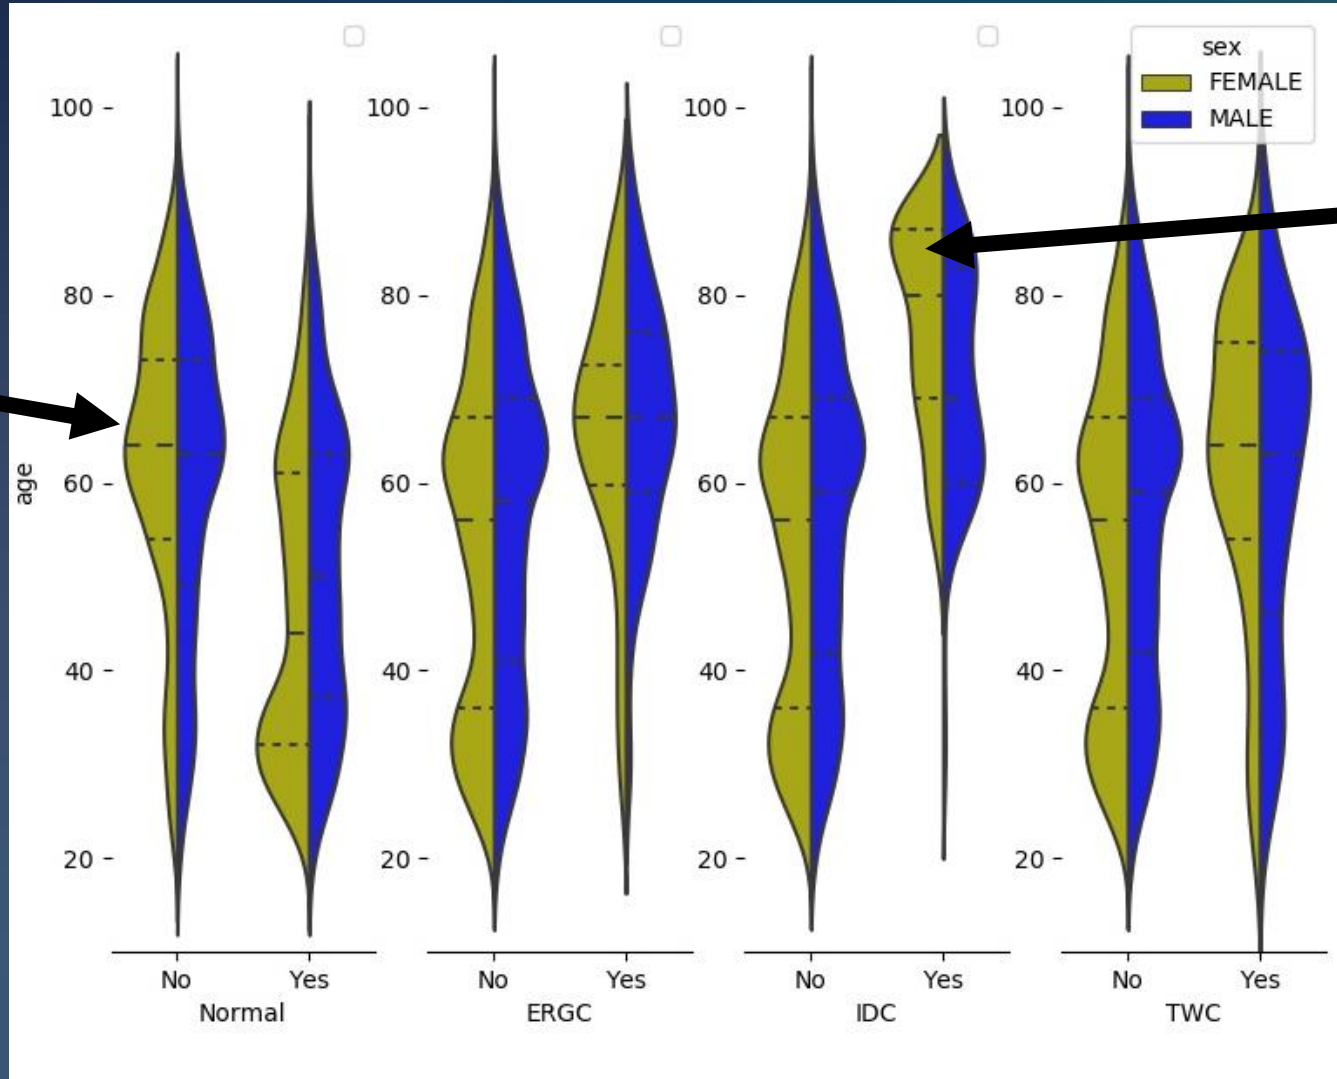 sex
FEMALE
MALE
100 100 100 100
80 80 80 80
60 60 60 60
40 40 40 40
20 20 20 20
age
No Yes No Yes No Yes No Yes
Normal ERGC IDC TWC